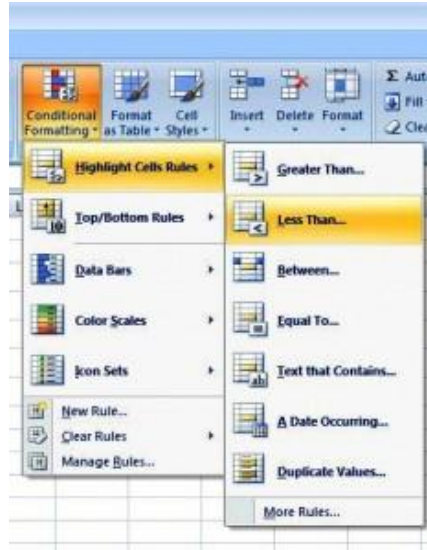 Σ Aut
Conditional Format Cell Insert Delete Format Fill
Formatting as Table Styles Clea
Highlight Cells Rules
Top/Bottom Rules
Data Bars
Color Scales
Icon Sets
New Rule...
Clear Rules
Manage Rules...
Greater Than...
Less Than...
Between...
Equal To...
Text that Contains...
A Date Occurring...
Duplicate Values...
More Rules...